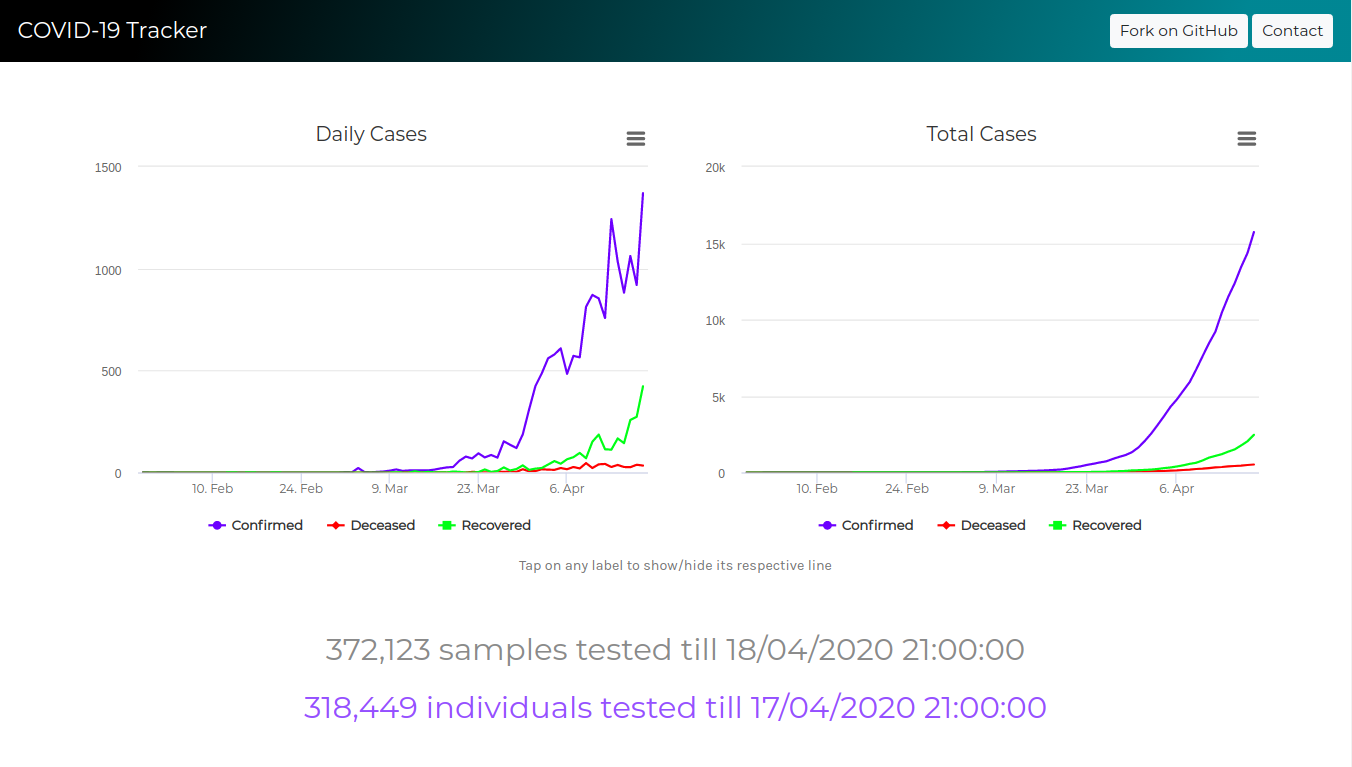 COVID-19 Tracker
Fork on GitHub
Contact
Daily Cases
1500
1000
500
0
10. Feb
24. Feb
9. Mar
23. Mar
6. Apr
Confirmed
Deceased
Recovered
Total Cases
20k
15k
10k
5k
0
10. Feb
24. Feb
9. Mar
23. Mar
6. Apr
Confirmed
Deceased
Recovered
Tap on any label to show/hide its respective line
372,123 samples tested till 18/04/2020 21:00:00
318,449 individuals tested till 17/04/2020 21:00:00